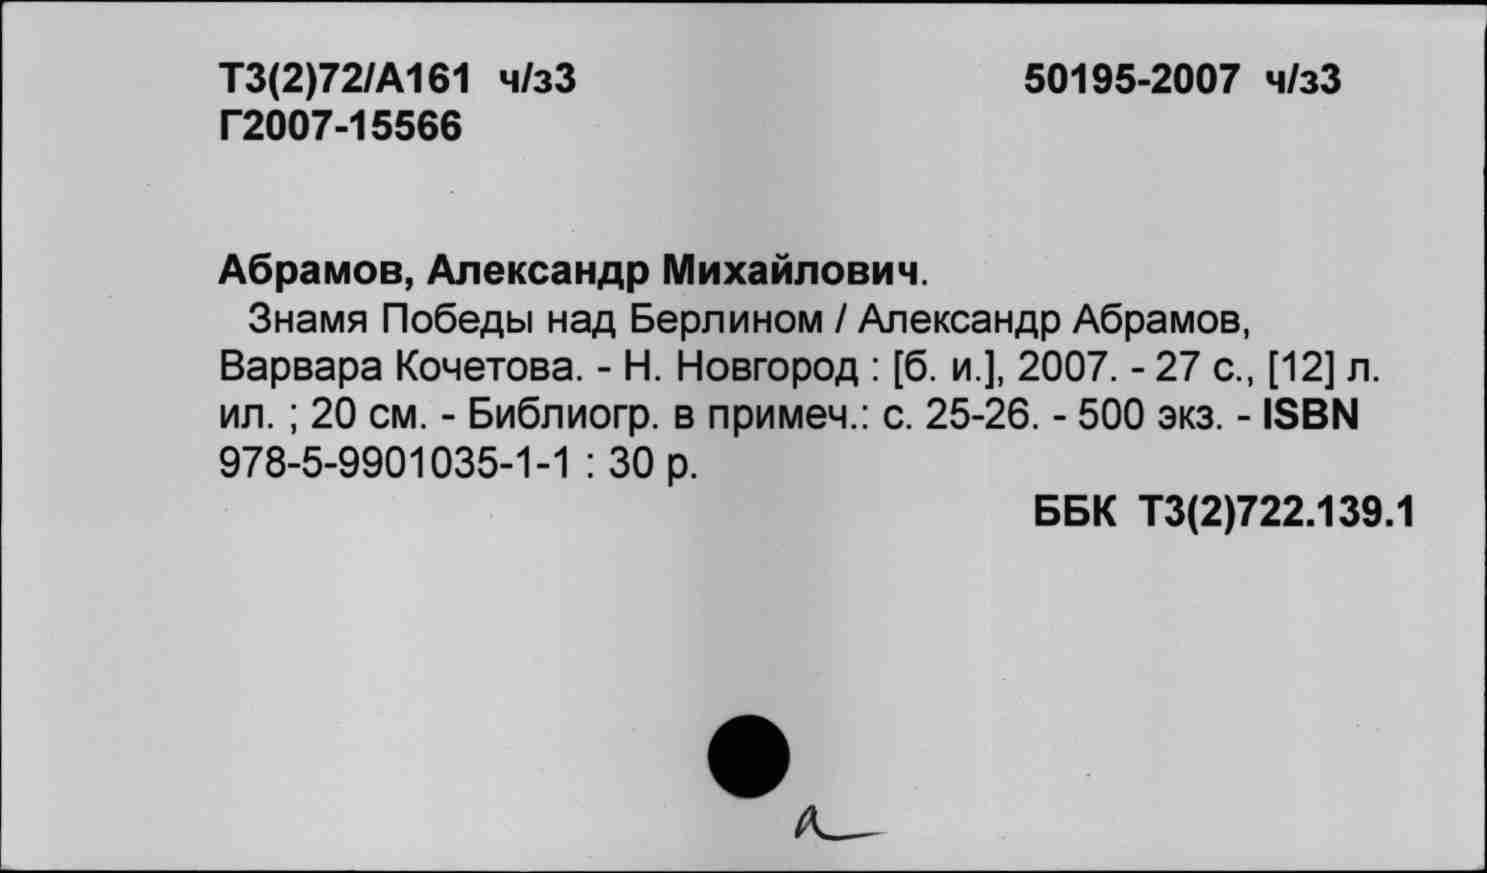 Т3(2)72/А161 ч/з3 50195-2007 ч/з3
Г2007-15566
Абрамов, Александр Михайлович.
Знамя Победы над Берлином / Александр Абрамов,
Варвара Кочетова. - Н. Новгород : [б. и.], 2007. - 27 с., [12] л.
ил. ; 20 см. - Библиогр. в примеч.: с. 25-26. - 500 экз. - ISBN
978-5-9901035-1-1 : 30 р.
ББК Т3(2)722.139.1
а